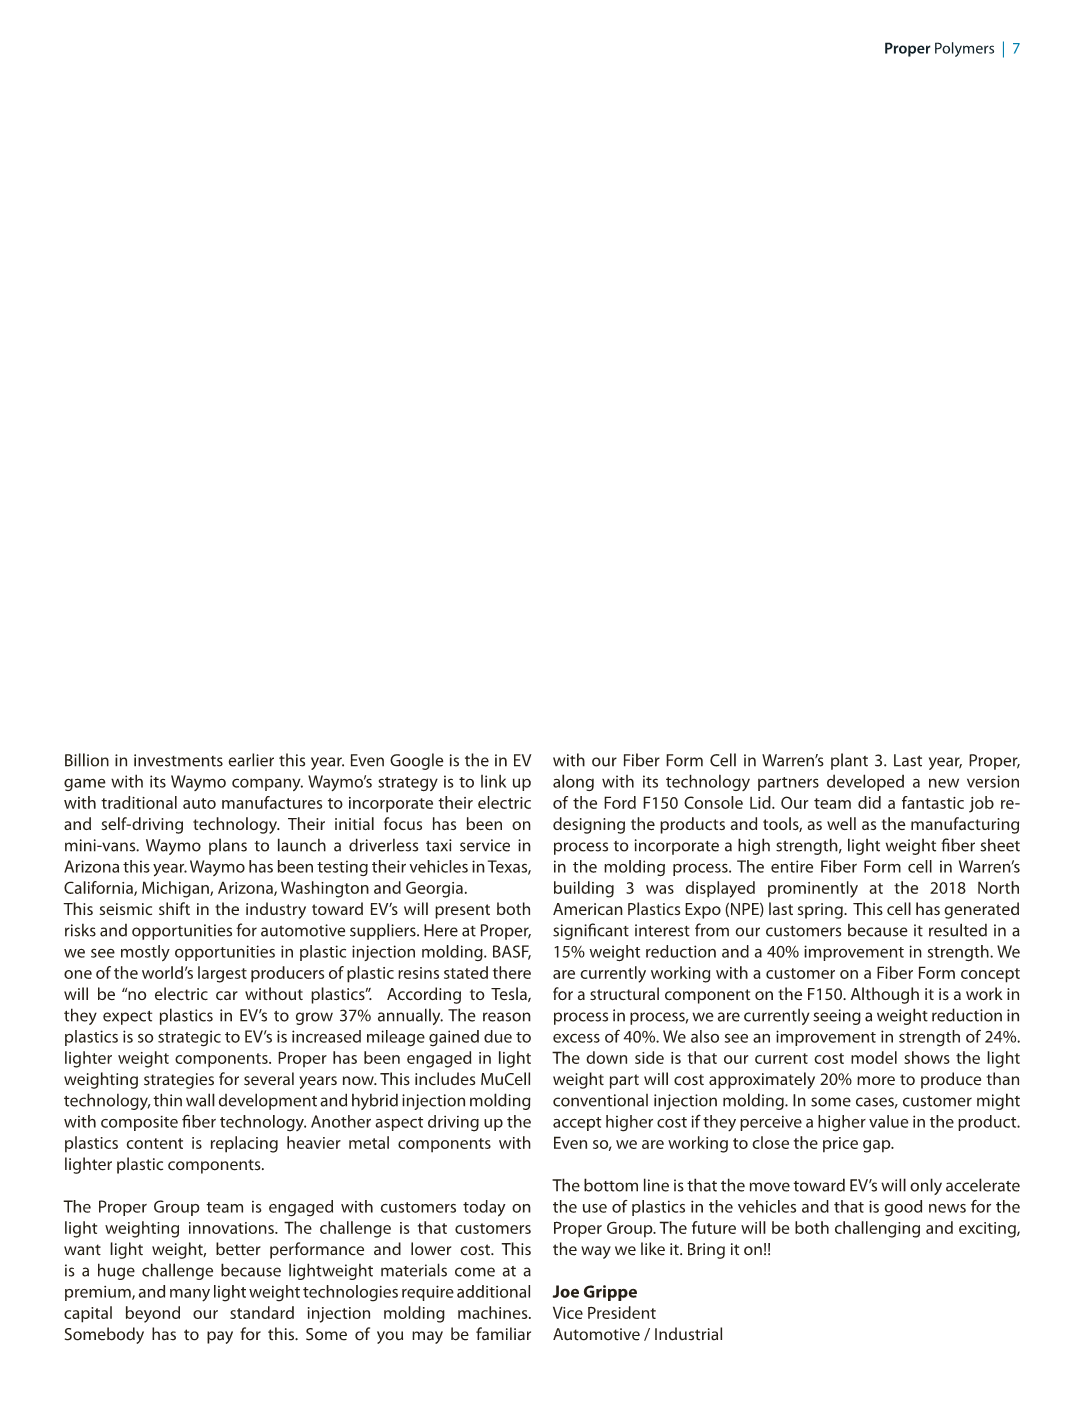 Proper Polymers | 7
Billion in investments earlier this year. Even Google is the in EV
game with its Waymo company. Waymo’s strategy is to link up
with traditional auto manufactures to incorporate their electric
and self-driving technology. Their initial focus has been on
mini-vans. Waymo plans to launch a driverless taxi service in
Arizona this year. Waymo has been testing their vehicles in Texas,
California, Michigan, Arizona, Washington and Georgia.
This seismic shift in the industry toward EV’s will present both
risks and opportunities for automotive suppliers. Here at Proper,
we see mostly opportunities in plastic injection molding. BASF,
one of the world’s largest producers of plastic resins stated there
will be “no electric car without plastics”. According to Tesla,
they expect plastics in EV’s to grow 37% annually. The reason
plastics is so strategic to EV’s is increased mileage gained due to
lighter weight components. Proper has been engaged in light
weighting strategies for several years now. This includes MuCell
technology, thin wall development and hybrid injection molding
with composite fiber technology. Another aspect driving up the
plastics content is replacing heavier metal components with
lighter plastic components.
The Proper Group team is engaged with customers today on
light weighting innovations. The challenge is that customers
want light weight, better performance and lower cost. This
is a huge challenge because lightweight materials come at a
premium, and many light weight technologies require additional
capital beyond our standard injection molding machines.
Somebody has to pay for this. Some of you may be familiar
with our Fiber Form Cell in Warren’s plant 3. Last year, Proper,
along with its technology partners developed a new version
of the Ford F150 Console Lid. Our team did a fantastic job re-
designing the products and tools, as well as the manufacturing
process to incorporate a high strength, light weight fiber sheet
in the molding process. The entire Fiber Form cell in Warren’s
building 3 was displayed prominently at the 2018 North
American Plastics Expo (NPE) last spring. This cell has generated
significant interest from our customers because it resulted in a
15% weight reduction and a 40% improvement in strength. We
are currently working with a customer on a Fiber Form concept
for a structural component on the F150. Although it is a work in
process in process, we are currently seeing a weight reduction in
excess of 40%. We also see an improvement in strength of 24%.
The down side is that our current cost model shows the light
weight part will cost approximately 20% more to produce than
conventional injection molding. In some cases, customer might
accept higher cost if they perceive a higher value in the product.
Even so, we are working to close the price gap.
The bottom line is that the move toward EV’s will only accelerate
the use of plastics in the vehicles and that is good news for the
Proper Group. The future will be both challenging and exciting,
the way we like it. Bring it on!!
Joe Grippe
Vice President
Automotive / Industrial